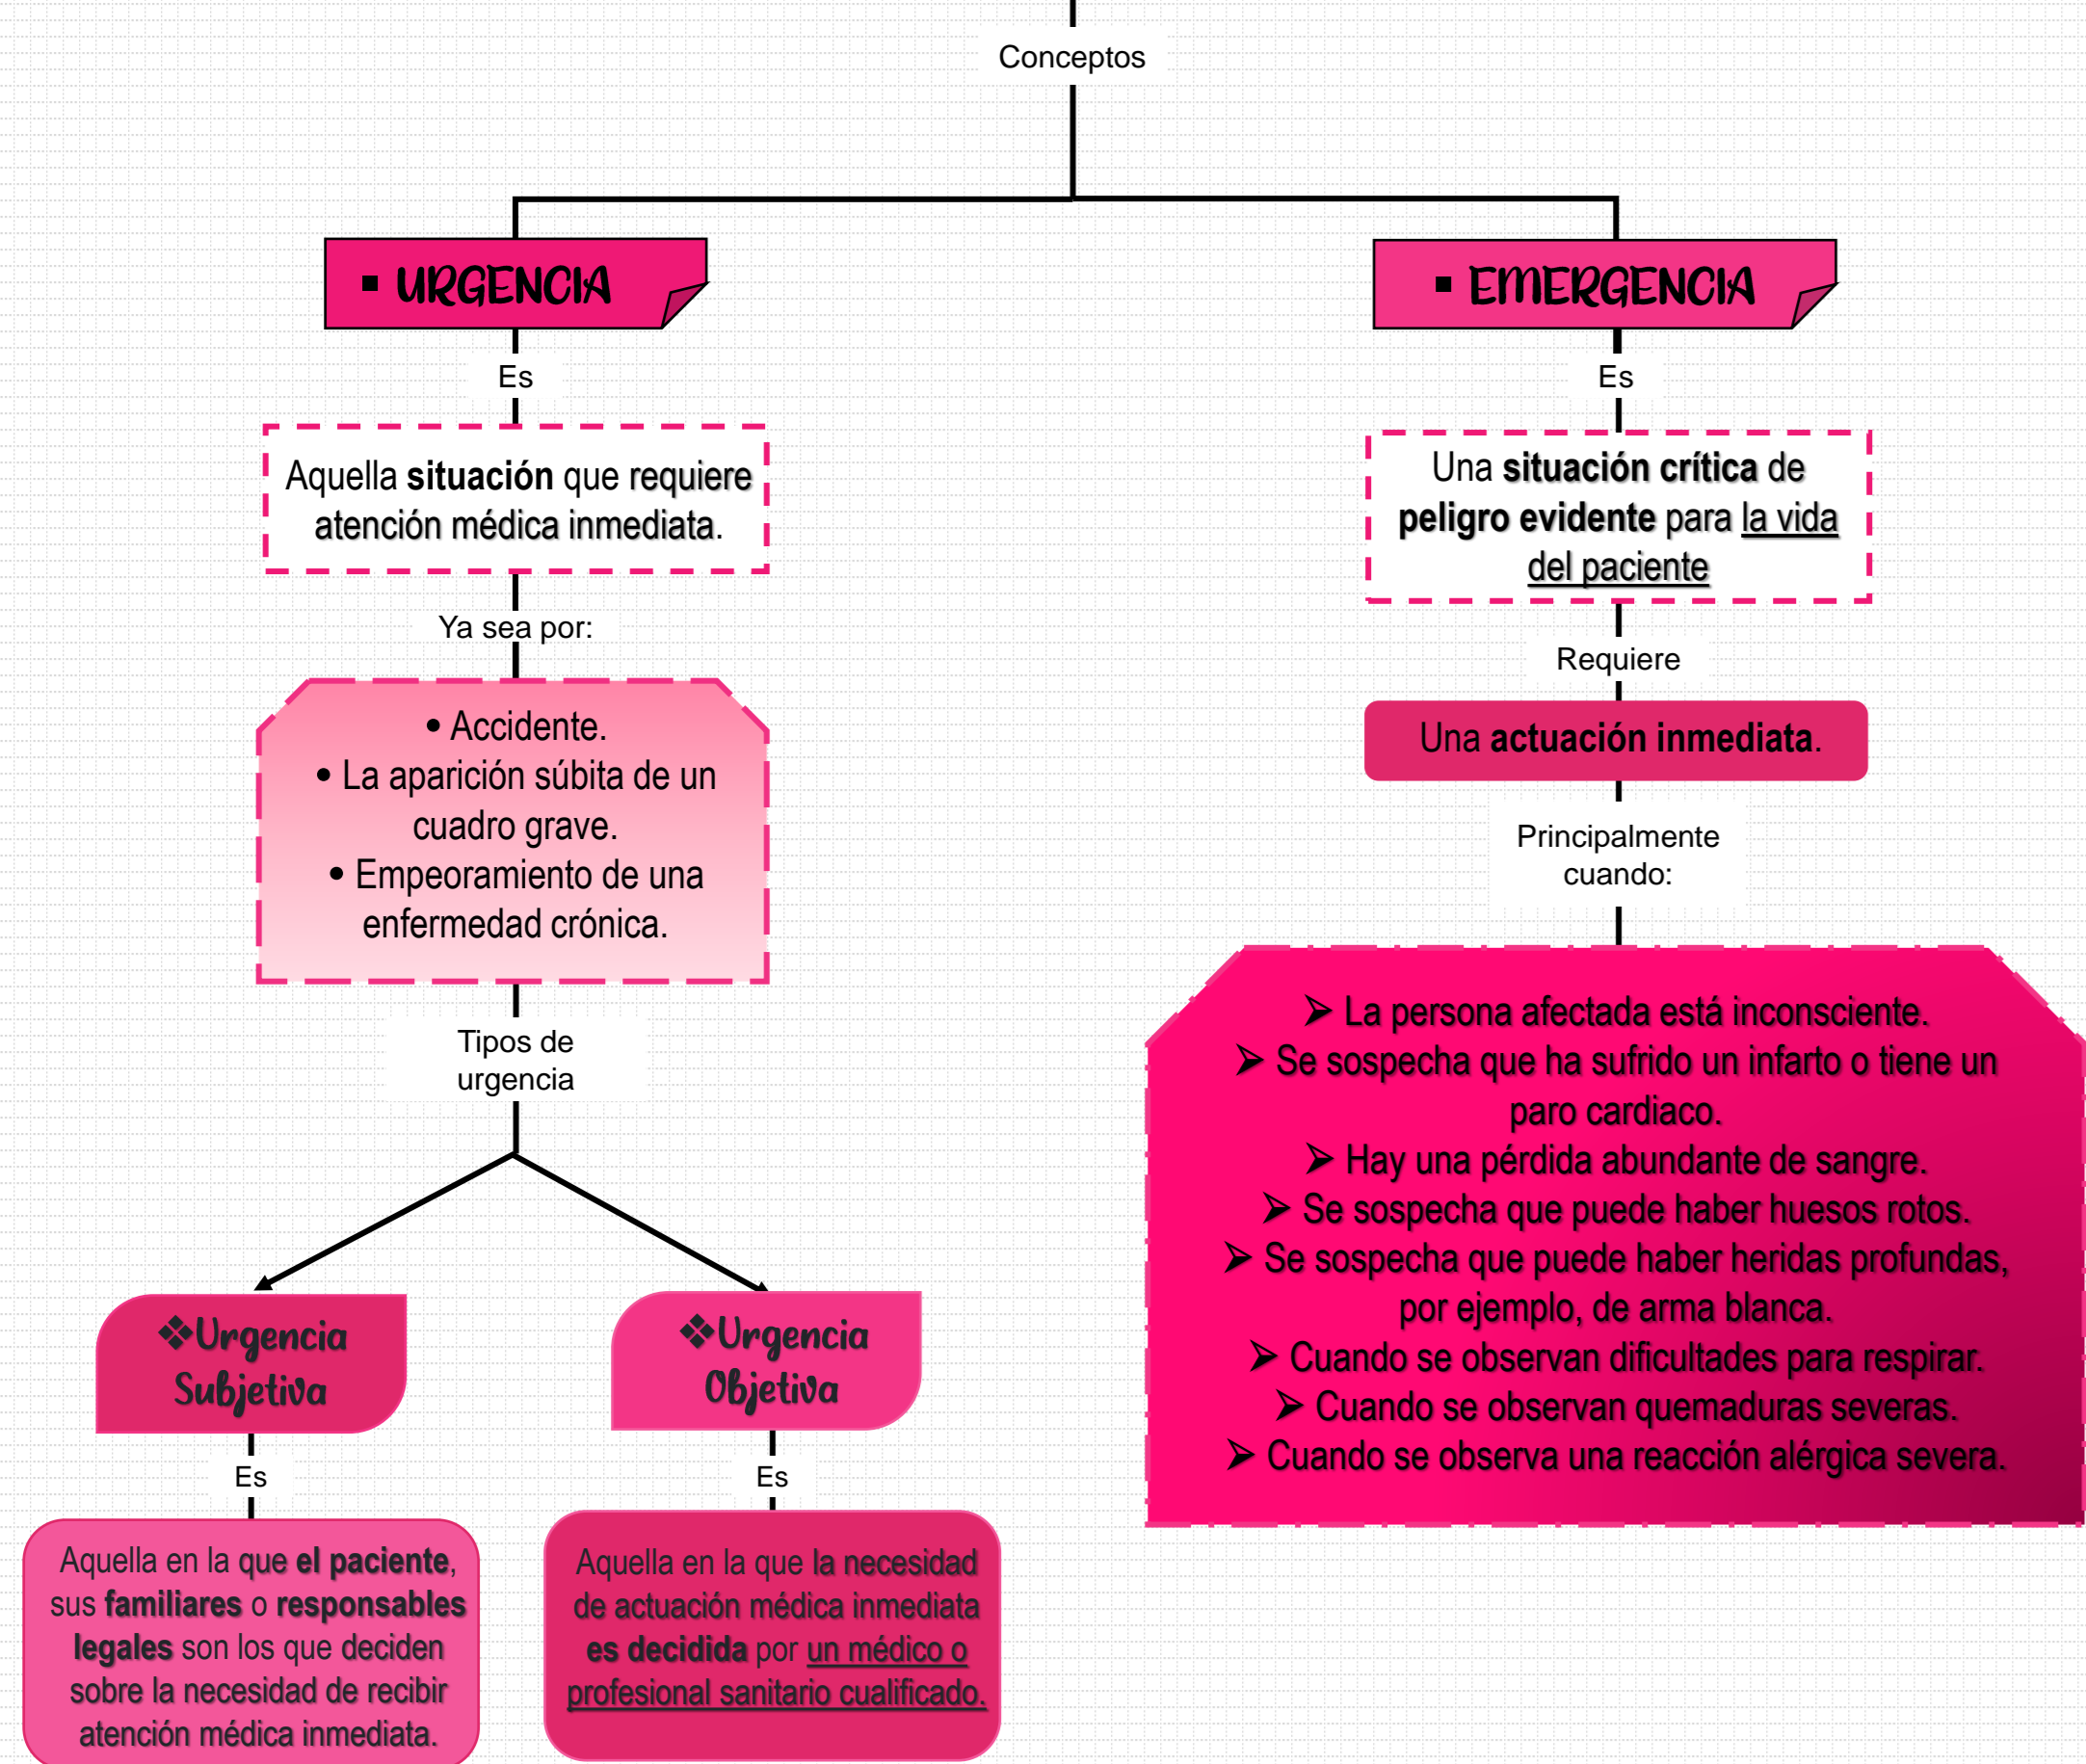 Conceptos
▪ URGENCIA
Es
Aquella situación que requiere
atención médica inmediata.
Ya sea por:
• Accidente.
• La aparición súbita de un
cuadro grave.
• Empeoramiento de una
enfermedad crónica.
Tipos de
urgencia
❖Urgencia
Subjetiva
Es
Aquella en la que el paciente,
sus familiares o responsables
legales son los que deciden
sobre la necesidad de recibir
atención médica inmediata.
❖Urgencia
Objetiva
Es
Aquella en la que la necesidad
de actuación médica inmediata
es decidida por un médico o
profesional sanitario cualificado.
▪ EMERGENCIA
Es
Una situación crítica de
peligro evidente para la vida
del paciente
Requiere
Una actuación inmediata.
Principalmente
cuando:
➢ La persona afectada está inconsciente.
➢ Se sospecha que ha sufrido un infarto o tiene un
paro cardiaco.
➢ Hay una pérdida abundante de sangre.
➢ Se sospecha que puede haber huesos rotos.
➢ Se sospecha que puede haber heridas profundas,
por ejemplo, de arma blanca.
➢ Cuando se observan dificultades para respirar.
➢ Cuando se observan quemaduras severas.
➢ Cuando se observa una reacción alérgica severa.